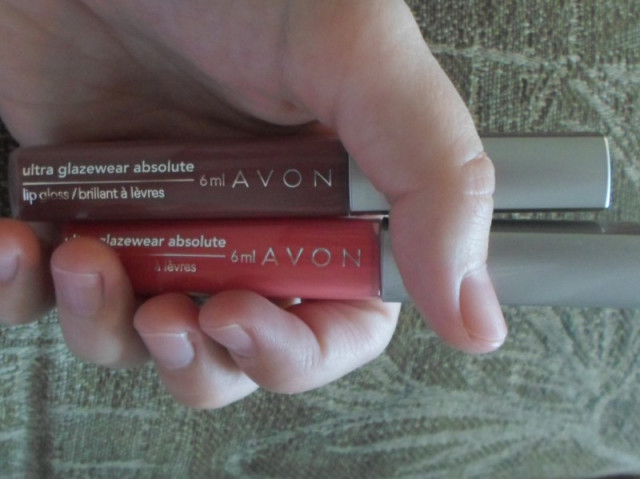 ultra glazewear absolute
lip gloss / brillant à lèvres
6 ml AVON
glazewear absolute
à lèvres
6 ml AVON